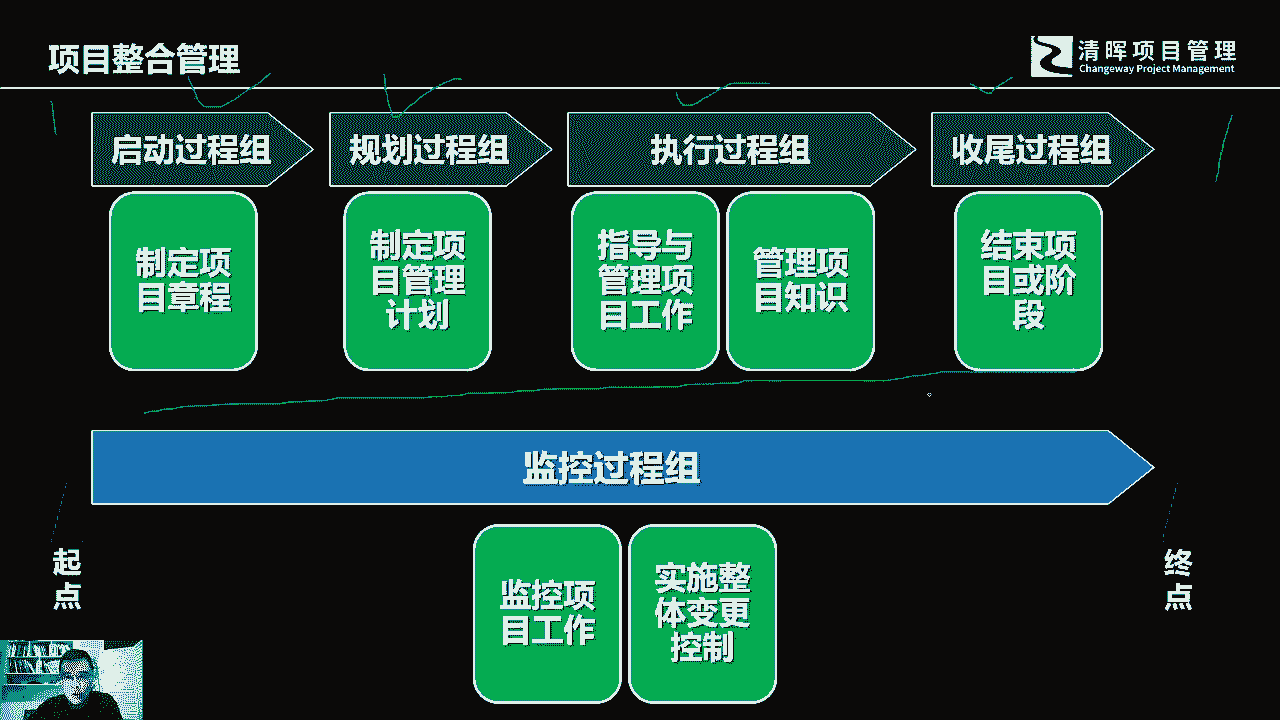 项目整合管理
清晖项目管理
Changeway Project Management
启动过程组
规划过程组
执行过程组
收尾过程组
制定项
目章程
制定项
目管理
计划
指导与
管理项
目工作
管理项
目知识
结束项
目或阶
段
监控过程组
起
点
终
点
监控项
目工作
实施整
体变更
控制